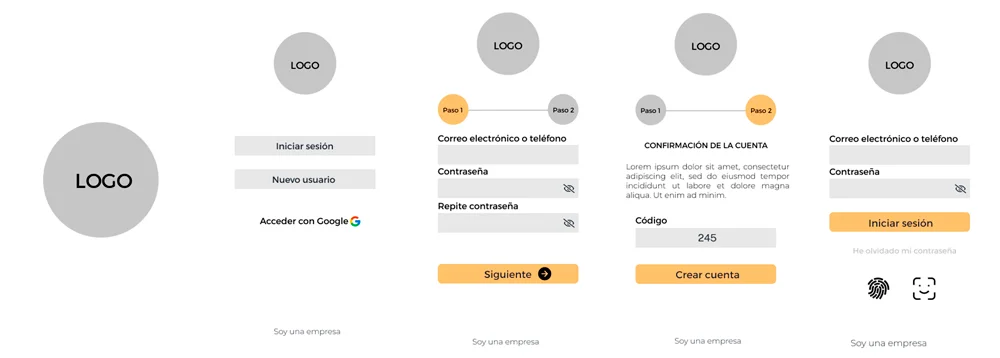 LOGO
LOGO
Iniciar sesión
Nuevo usuario
Acceder con Google
Soy una empresa
LOGO
Paso 1
Paso 2
Correo electrónico o teléfono
Contraseña
Repite contraseña
Siguiente
Soy una empresa
LOGO
Paso 1
Paso 2
CONFIRMACIÓN DE LA CUENTA
Lorem ipsum dolor sit amet, consectetur
adipiscing elit, sed do eiusmod tempor
incididunt ut labore et dolore magna
aliqua. Ut enim ad minim.
Código
245
Crear cuenta
Soy una empresa
LOGO
Correo electrónico o teléfono
Contraseña
Iniciar sesión
He olvidado mi contraseña
Soy una empresa